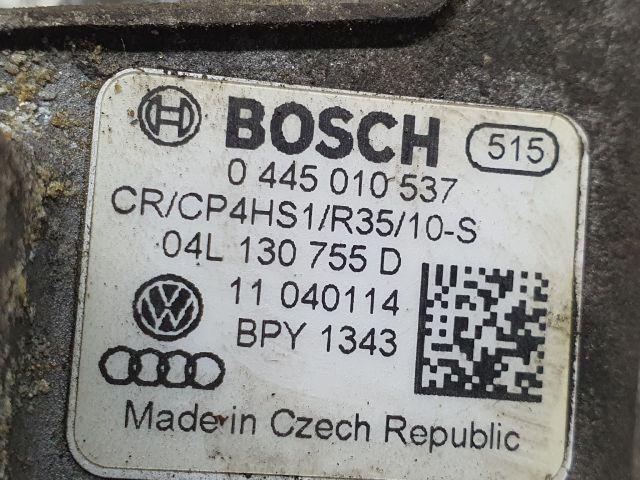 BOSCH 515
0 445 010 537
CR/CP4HS1/R35/10-S
04L 130 755 D
11 040114
BPY 1343
Made in Czech Republic